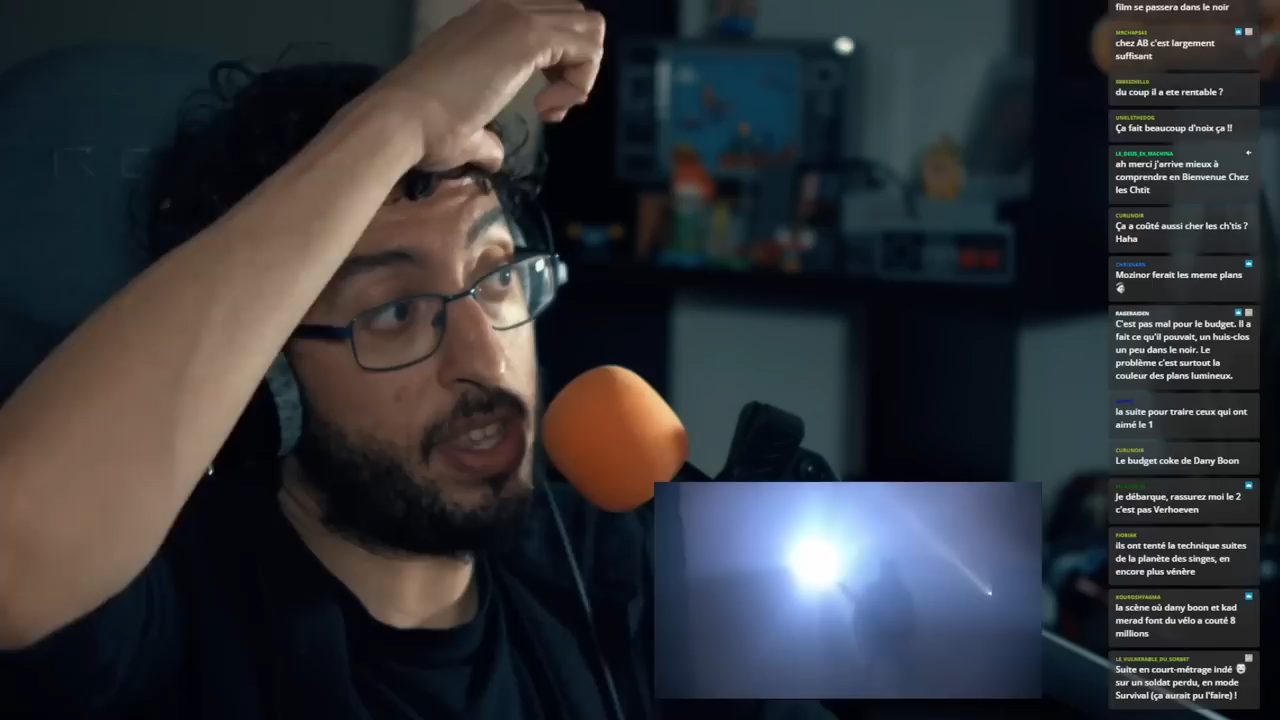 film se passera dans le noir
MRCHAPSKE
chez AB c'est largement
suffisant
du coup il a ete rentable ?
UNKLETHEDOG
Ça fait beaucoup d'noix ça !!
LE_DEUS_EX_MACHINA
ah merci j'arrive mieux à
comprendre en Bienvenue Chez
les Chtit
CURUNOIR
Ça a coûté aussi cher les ch'tis ?
Haha
Mozinor ferait les meme plans
RAGERAIDEN
C'est pas mal pour le budget. Il a
fait ce qu'il pouvait, un huis-clos
un peu dans le noir. Le
problème c'est surtout la
couleur des plans lumineux.
la suite pour traire ceux qui ont
aimé le 1
CURUNOIR
Le budget coke de Dany Boon
Je débarque, rassurez moi le 2
c'est pas Verhoeven
FIORIAK
ils ont tenté la technique suites
de la planète des singes, en
encore plus vénère
KOUROSHYAGMA
la scène où dany boon et kad
merad font du vélo a couté 8
millions
LE_VULNERABLE_DU_SORBET
Suite en court-métrage indé
sur un soldat perdu, en mode
Survival (ça aurait pu l'faire) !